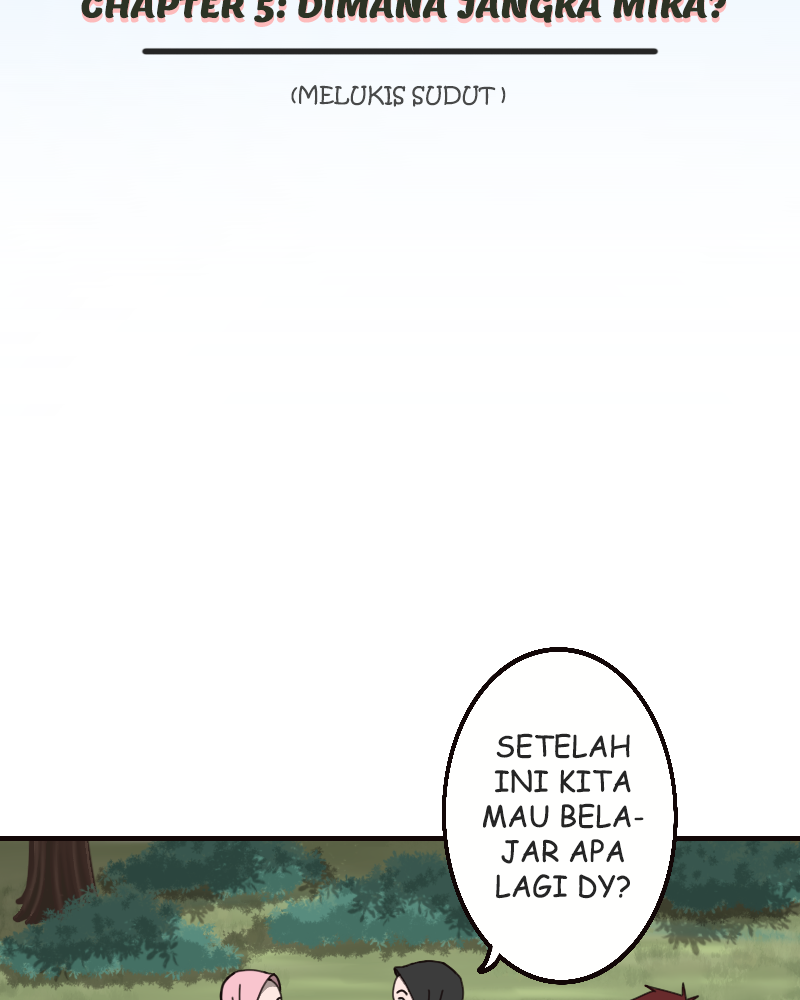 CHAPTER 5: DIMANA JANGKA MIKA?
(MELUKIS SUDUT )
SETELAH
INI KITA
MAU BELA-
JAR APA
LAGI DY?